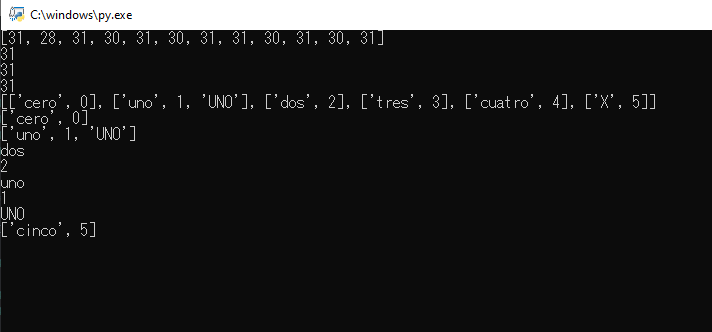 C:\windows\py.exe
[31, 28, 31, 30, 31, 30, 31, 31, 30, 31, 30, 31]
31
31
31
[['cero', 0], ['uno', 1, 'UNO'], ['dos', 2], ['tres', 3], ['cuatro', 4], ['X', 5]]
['cero', 0]
['uno', 1, 'UNO']
dos
2
uno
1
UNO
['cinco', 5]